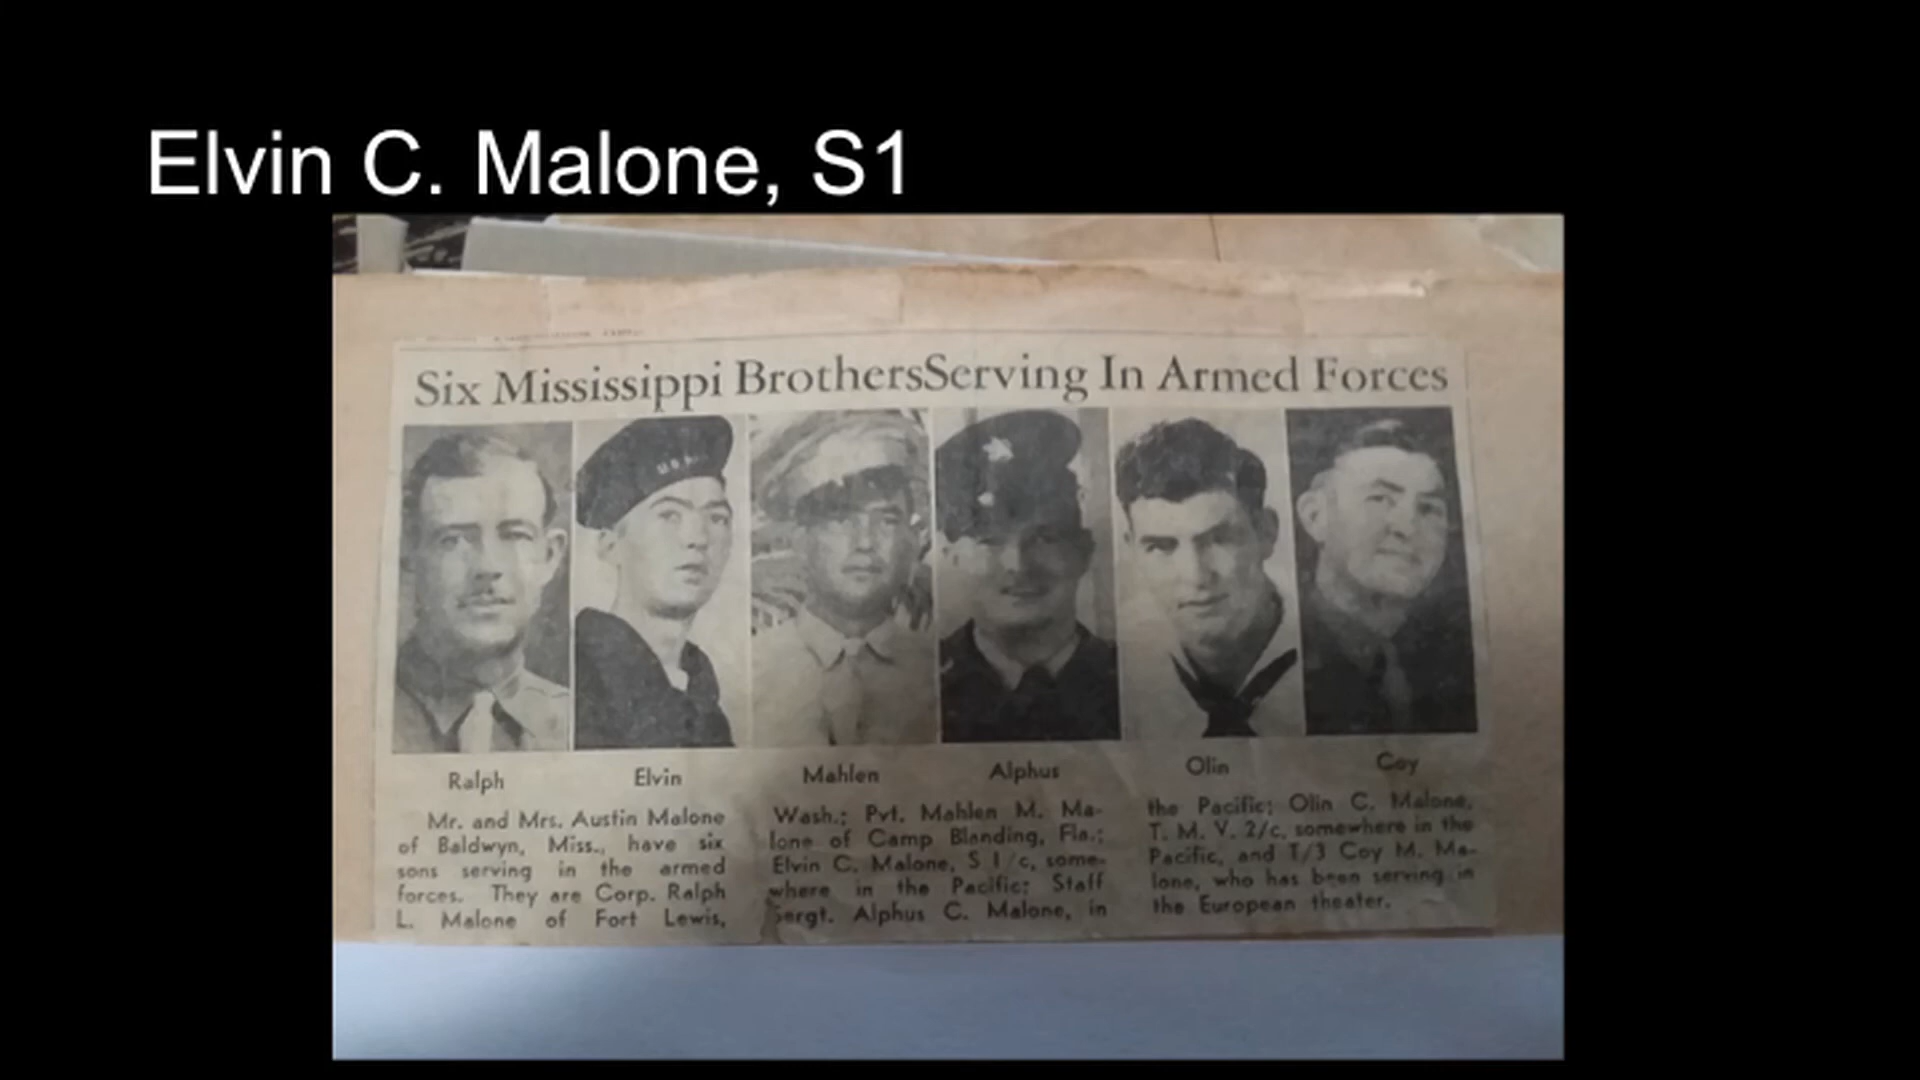 Elvin C. Malone, S1
Six Mississippi BrothersServing In Armed Forces
Ralph Elvin Mahlen Alphus Olin Coy
Mr. and Mrs. Austin Malone
of Baldwyn, Miss., have six
sons serving in the armed
forces. They are Corp. Ralph
L. Malone of Fort Lewis,
Wash.; Pvt. Mahlen M. Ma-
lone of Camp Blanding, Fla.;
Elvin C. Malone, S 1/c, some-
where in the Pacific; Staff
Sergt. Alphus C. Malone, in
the Pacific; Olin C. Malone,
T. M. V. 2/c, somewhere in the
Pacific, and T/3 Coy M. Ma-
lone, who has been serving in
the European theater.